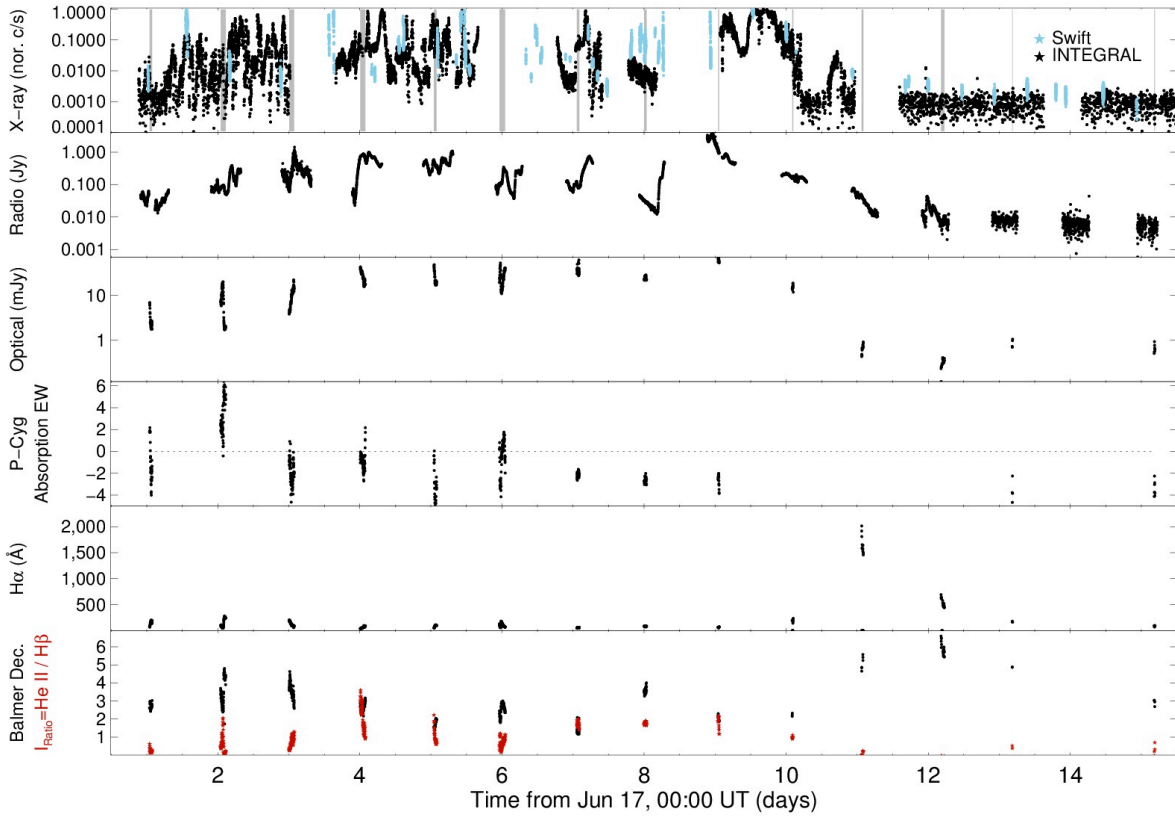 X-ray (nor. c/s)
1.0000
0.1000
0.0100
0.0010
0.0001
Swift
INTEGRAL
Radio (Jy)
1.000
0.100
0.010
0.001
Optical (mJy)
10
1
P-Cyg
Absorption EW
6
4
2
0
−2
−4
Hα (Å)
2,000
1,500
1,000
500
Balmer Dec.
I_Ratio=He II / Hβ
6
5
4
3
2
1
2 4 6 8 10 12 14
Time from Jun 17, 00:00 UT (days)